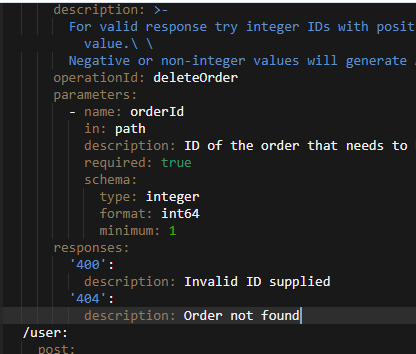 description: >-
For valid response try integer IDs with posit
value.\ \
Negative or non-integer values will generate
operationId: deleteOrder
parameters:
- name: orderId
in: path
description: ID of the order that needs to
required: true
schema:
type: integer
format: int64
minimum: 1
responses:
'400':
description: Invalid ID supplied
'404':
description: Order not found
/user:
post: